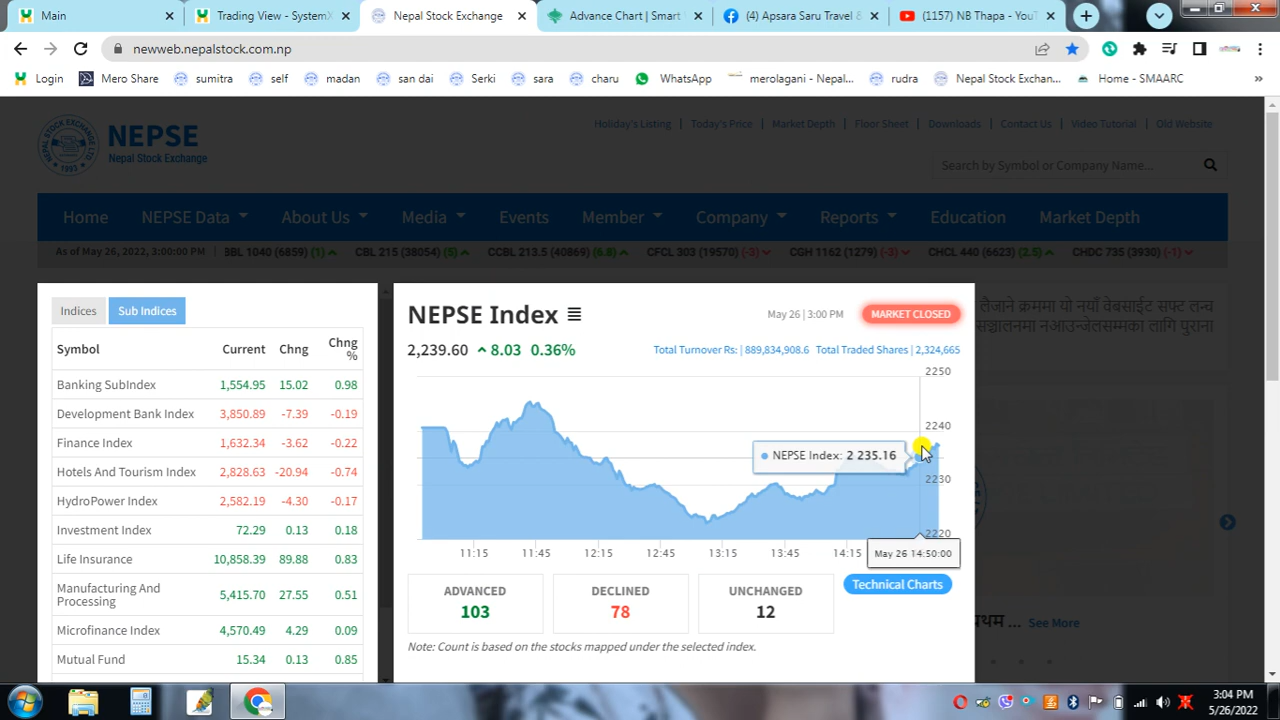 Main
Trading View - SystemX
Nepal Stock Exchange
Advance Chart | Smart
(4) Apsara Saru Travel &
(1157) NB Thapa - YouT
newweb.nepalstock.com.np
Login Mero Share sumitra self madan san dai Serki sara charu WhatsApp merolagani - Nepal... rudra Nepal Stock Exchan... Home - SMAARC »
NEPSE
Nepal Stock Exchange
Holiday's Listing | Today's Price | Market Depth | Floor Sheet | Downloads | Contact Us | Video Tutorial | Old Website
Search by Symbol or Company Name...
Home NEPSE Data About Us Media Events Member Company Reports Education Market Depth
As of May 26, 2022, 3:00:00 PM | BBL 1040 (6859) (1) CBL 215 (38054) (5) CCBL 213.5 (40869) (6.8) CFCL 303 (19570) (-3) CGH 1162 (1279) (-3) CHCL 440 (6623) (2.5) CHDC 735 (3930) (-1)
Indices Sub Indices
Symbol Current Chng Chng %
Banking SubIndex 1,554.95 15.02 0.98
Development Bank Index 3,850.89 -7.39 -0.19
Finance Index 1,632.34 -3.62 -0.22
Hotels And Tourism Index 2,828.63 -20.94 -0.74
HydroPower Index 2,582.19 -4.30 -0.17
Investment Index 72.29 0.13 0.18
Life Insurance 10,858.39 89.88 0.83
Manufacturing And Processing 5,415.70 27.55 0.51
Microfinance Index 4,570.49 4.29 0.09
Mutual Fund 15.34 0.13 0.85
NEPSE Index
May 26 | 3:00 PM MARKET CLOSED
2,239.60 8.03 0.36%
Total Turnover Rs: | 889,834,908.6 Total Traded Shares | 2,324,665
2250
2240
2230
2220
NEPSE Index: 2 235.16
11:15 11:45 12:15 12:45 13:15 13:45 14:15
May 26 14:50:00
Technical Charts
ADVANCED
103
DECLINED
78
UNCHANGED
12
Note: Count is based on the stocks mapped under the selected index.
लैजाने क्रममा यो नयाँ वेबसाईट सफ्ट लन्च
सञ्चालनमा नआउन्जेलसम्मका लागि पुराना
See More
3:04 PM
5/26/2022